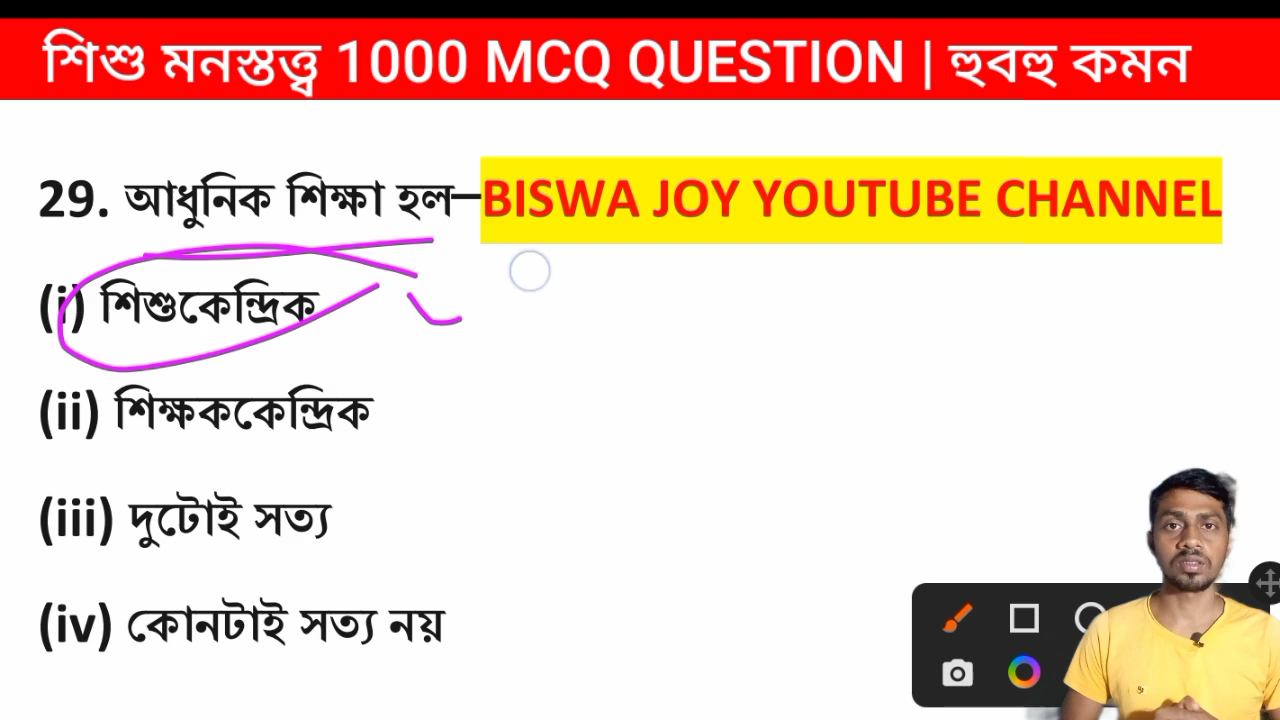 শিশু মনস্তত্ত্ব 1000 MCQ QUESTION | হুবহু কমন
29. আধুনিক শিক্ষা হল–BISWA JOY YOUTUBE CHANNEL
(i) শিশুকেন্দ্রিক
(ii) শিক্ষককেন্দ্রিক
(iii) দুটোই সত্য
(iv) কোনটাই সত্য নয়